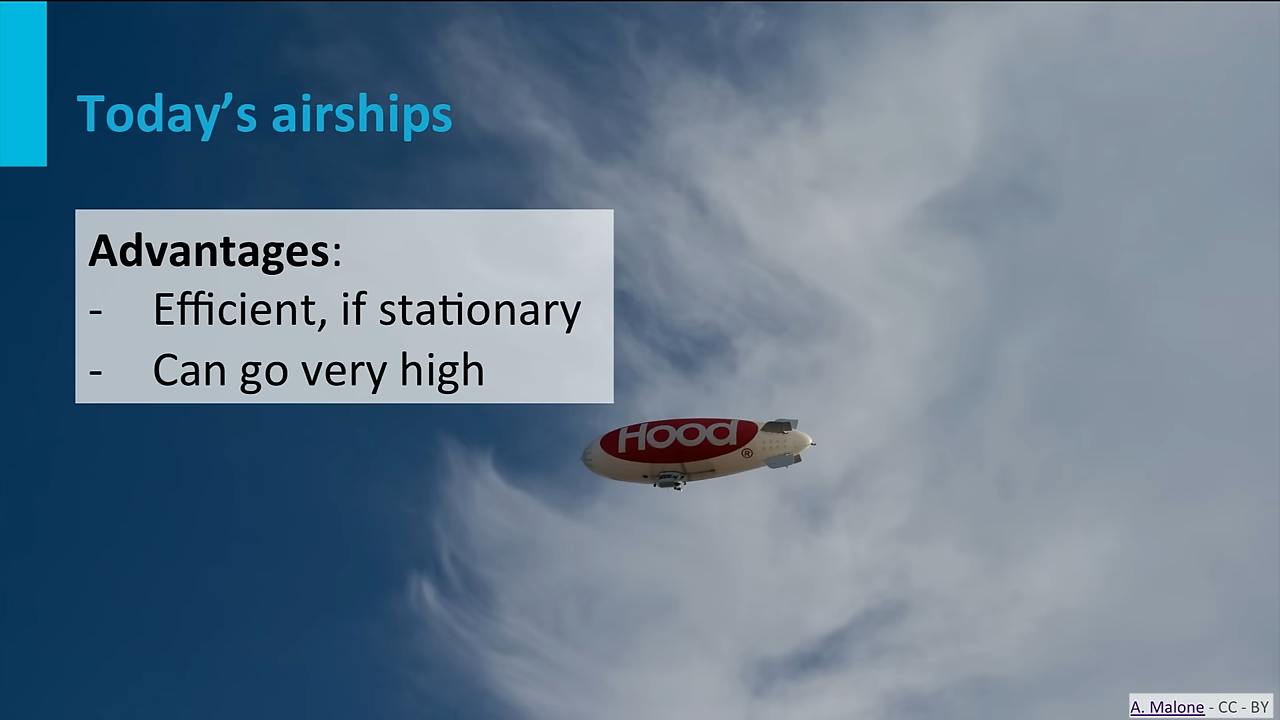 Today’s airships
Advantages:
- Efficient, if stationary
- Can go very high
Hood
®
A. Malone - CC - BY